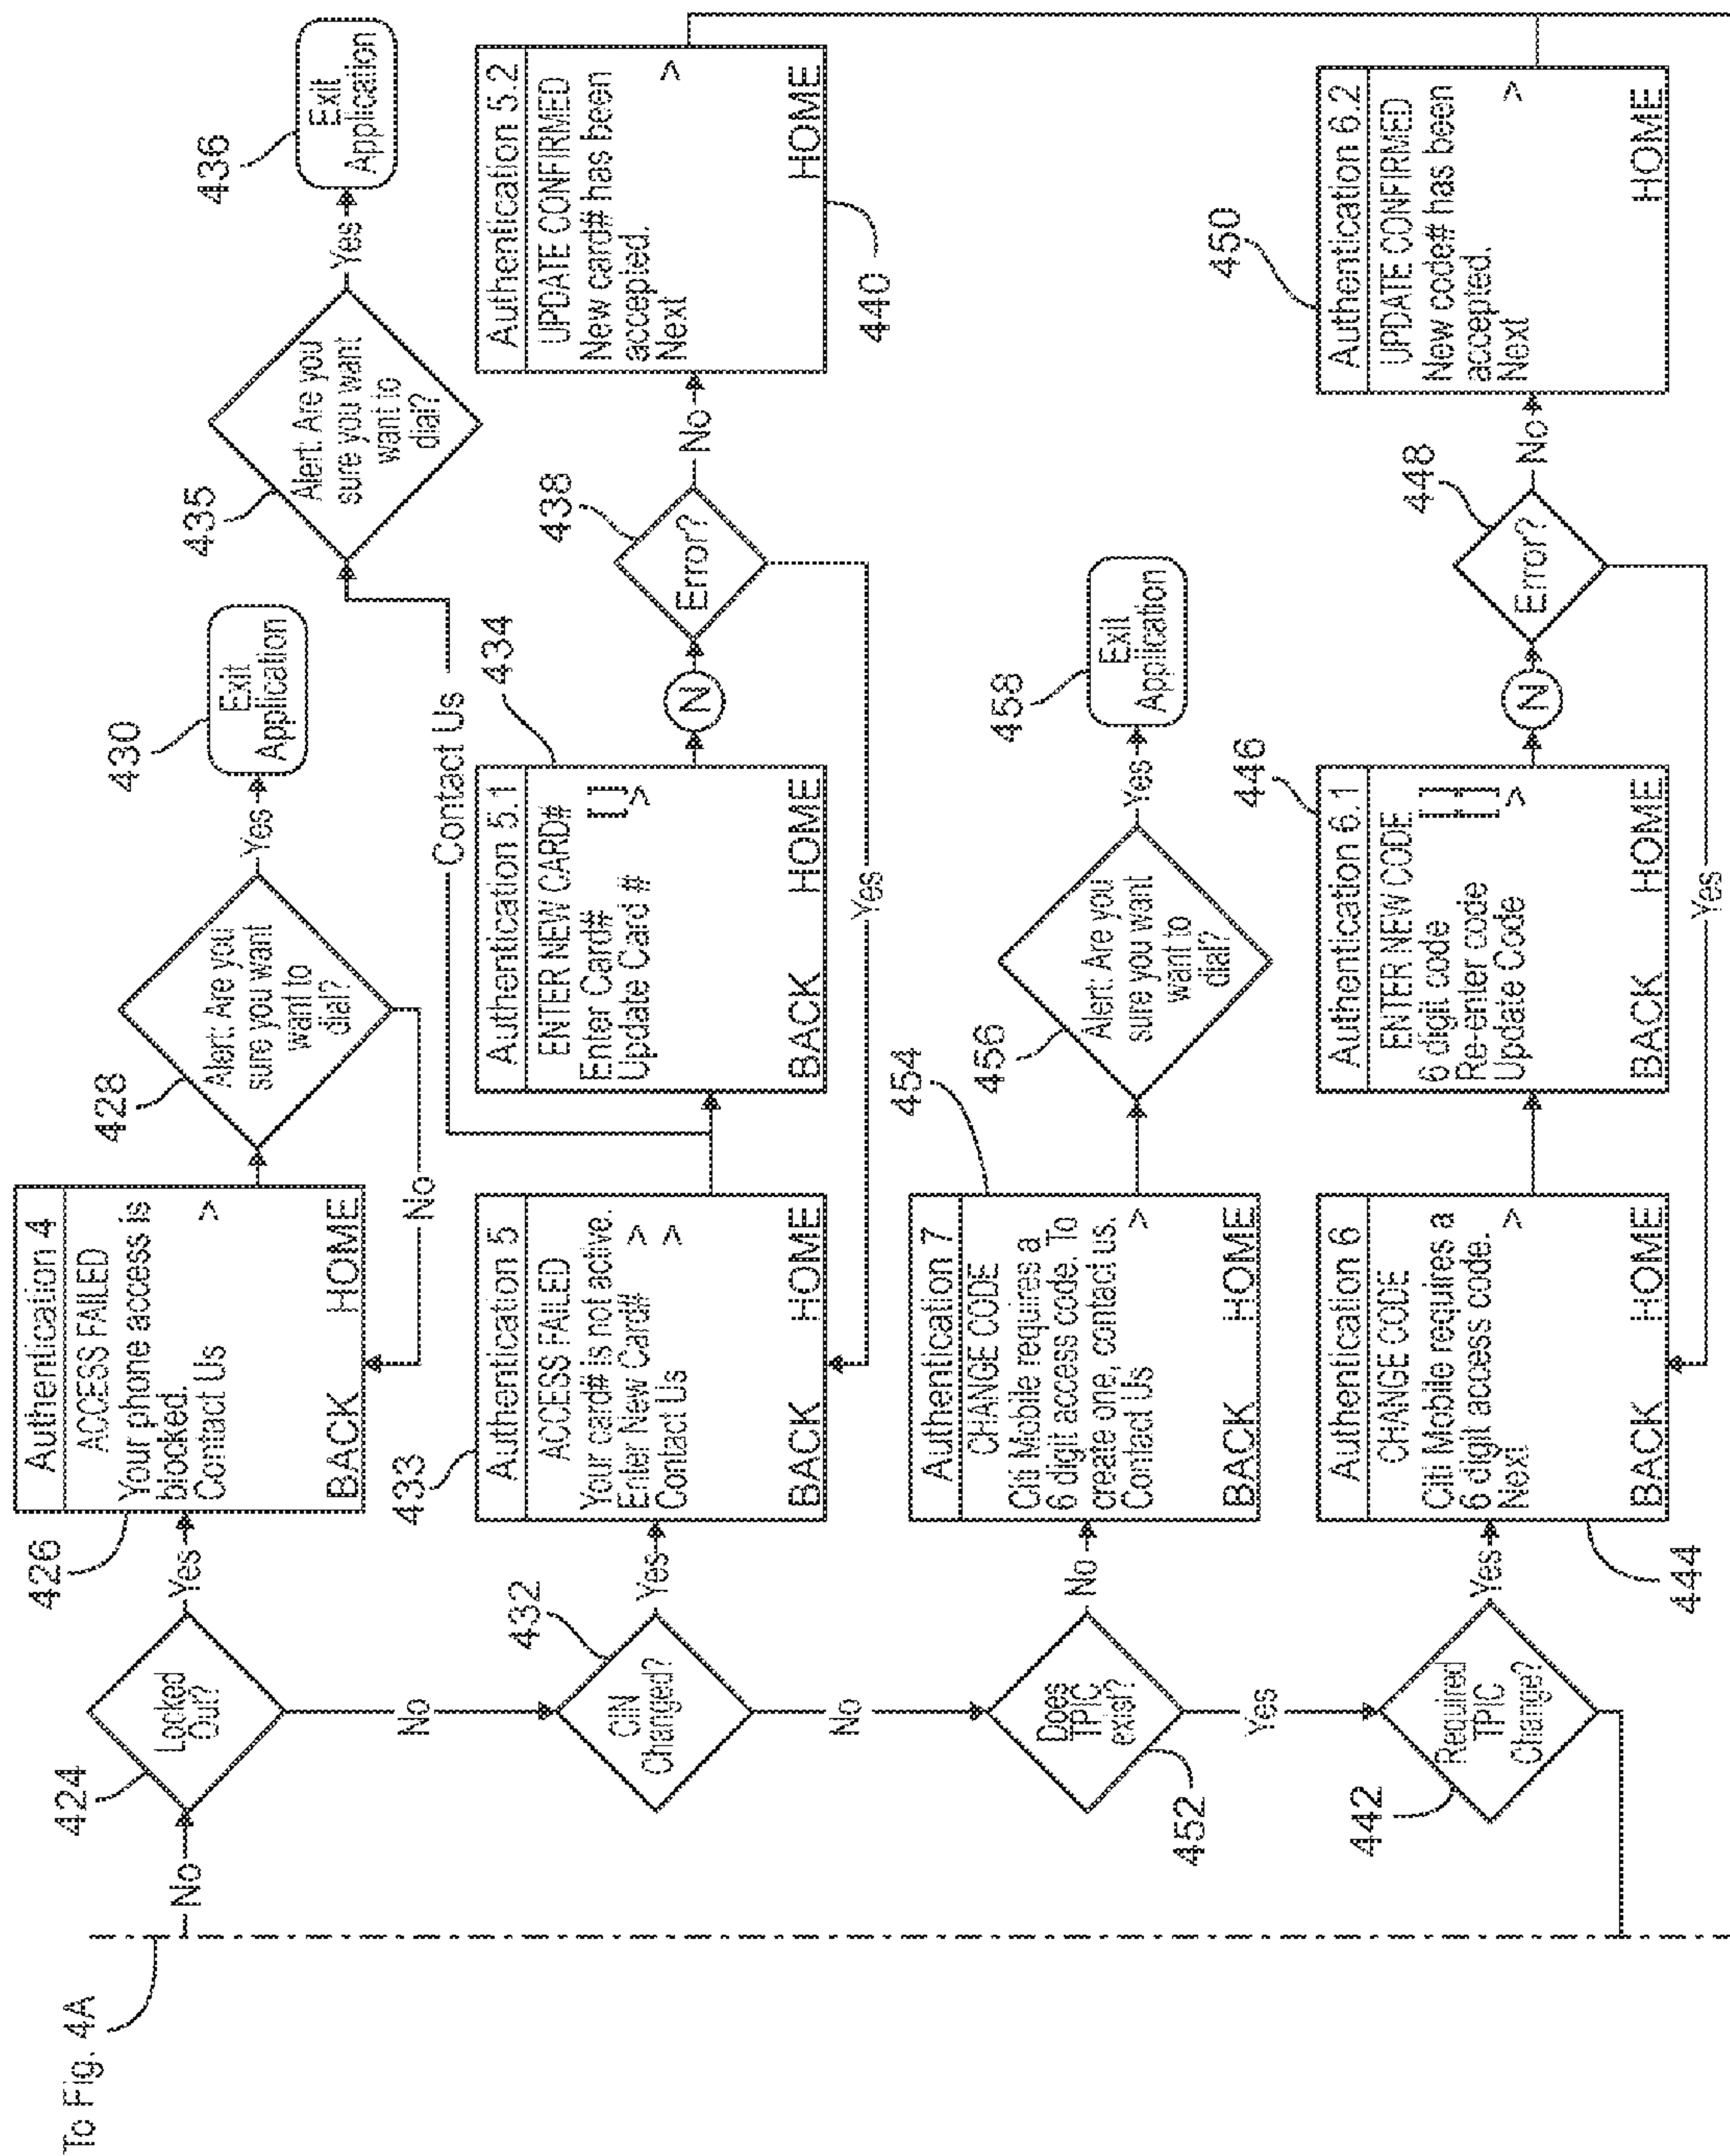 To Fig. 4A
No
424
Locked
Out?
Yes
426
Authentication 4
ACCESS FAILED
Your phone access is
blocked.
Contact Us >
BACK HOME
428
Alert: Are you
sure you want
want to
dial?
No
Yes
430
Exit
Application
No
432
CIN
Changed?
Yes
433
Authentication 5
ACCESS FAILED
Your card# is not active.
Enter New Card# >
Contact Us >
BACK HOME
Contact Us
435
Alert: Are you
sure you want
want to
dial?
Yes
436
Exit
Application
434
Authentication 5.1
ENTER NEW CARD#
Enter Card# [ ]
Update Card # >
BACK HOME
N
438
Error?
Yes
No
440
Authentication 5.2
UPDATE CONFIRMED
New card# has been
accepted.
Next >
HOME
No
452
Does
TPIC
exist?
No
454
Authentication 7
CHANGE CODE
Citi Mobile requires a
6 digit access code. To
create one, contact us.
Contact Us >
BACK HOME
456
Alert: Are you
sure you want
want to
dial?
Yes
458
Exit
Application
Yes
442
Required
TPIC
Change?
Yes
444
Authentication 6
CHANGE CODE
Citi Mobile requires a
6 digit access code.
Next >
BACK HOME
446
Authentication 6.1
ENTER NEW CODE
6 digit code [ ]
Re-enter code [ ]
Update Code >
BACK HOME
N
448
Error?
Yes
No
450
Authentication 6.2
UPDATE CONFIRMED
New code# has been
accepted.
Next >
HOME